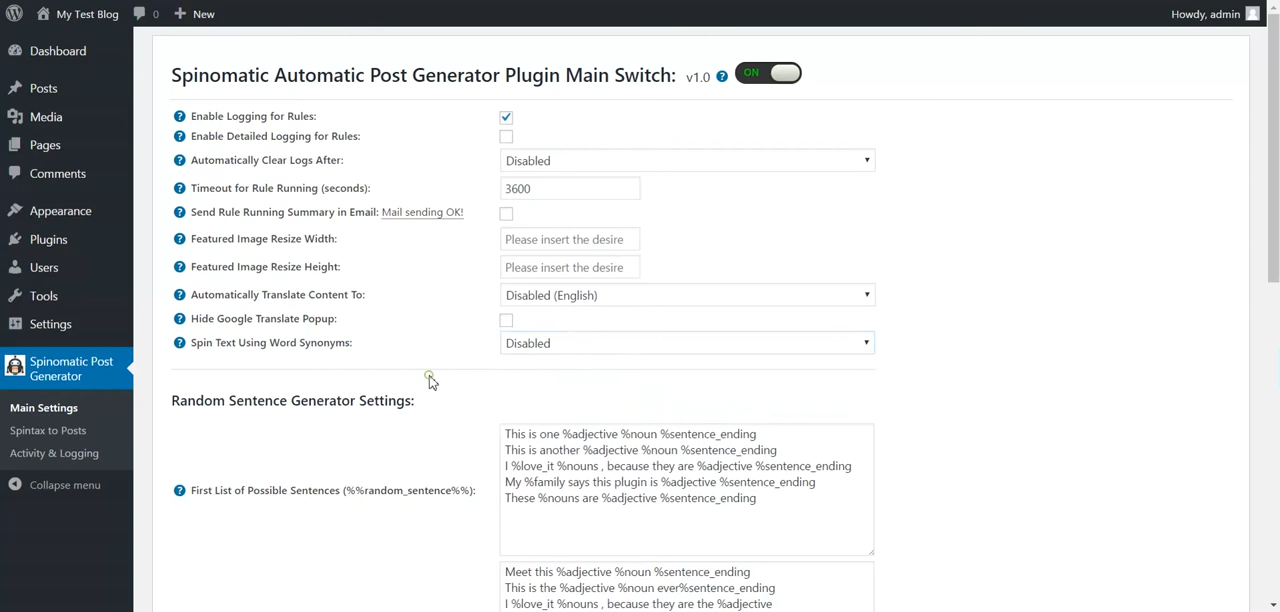 My Test Blog
0
New
Howdy, admin
Dashboard
Posts
Media
Pages
Comments
Appearance
Plugins
Users
Tools
Settings
Spinomatic Post
Generator
Main Settings
Spintax to Posts
Activity & Logging
Collapse menu
Spinomatic Automatic Post Generator Plugin Main Switch: v1.0 ? ON
? Enable Logging for Rules:
? Enable Detailed Logging for Rules:
? Automatically Clear Logs After: Disabled
? Timeout for Rule Running (seconds): 3600
? Send Rule Running Summary in Email: Mail sending OK!
? Featured Image Resize Width: Please insert the desire
? Featured Image Resize Height: Please insert the desire
? Automatically Translate Content To: Disabled (English)
? Hide Google Translate Popup:
? Spin Text Using Word Synonyms: Disabled
Random Sentence Generator Settings:
? First List of Possible Sentences (%%random_sentence%%):
This is one %adjective %noun %sentence_ending
This is another %adjective %noun %sentence_ending
I %love_it %nouns , because they are %adjective %sentence_ending
My %family says this plugin is %adjective %sentence_ending
These %nouns are %adjective %sentence_ending
Meet this %adjective %noun %sentence_ending
This is the %adjective %noun ever%sentence_ending
I %love_it %nouns , because they are the %adjective